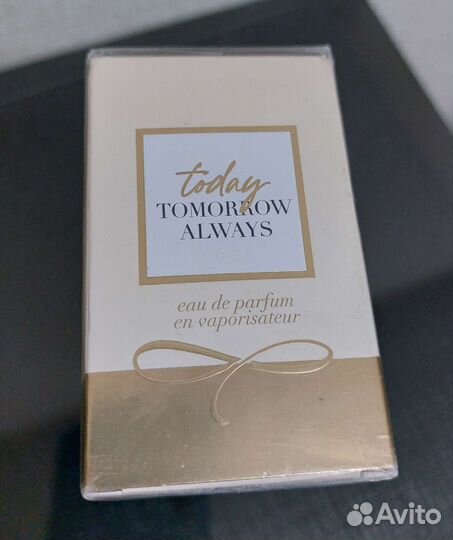 today
TOMORROW
ALWAYS
eau de parfum
en vaporisateur
Avito